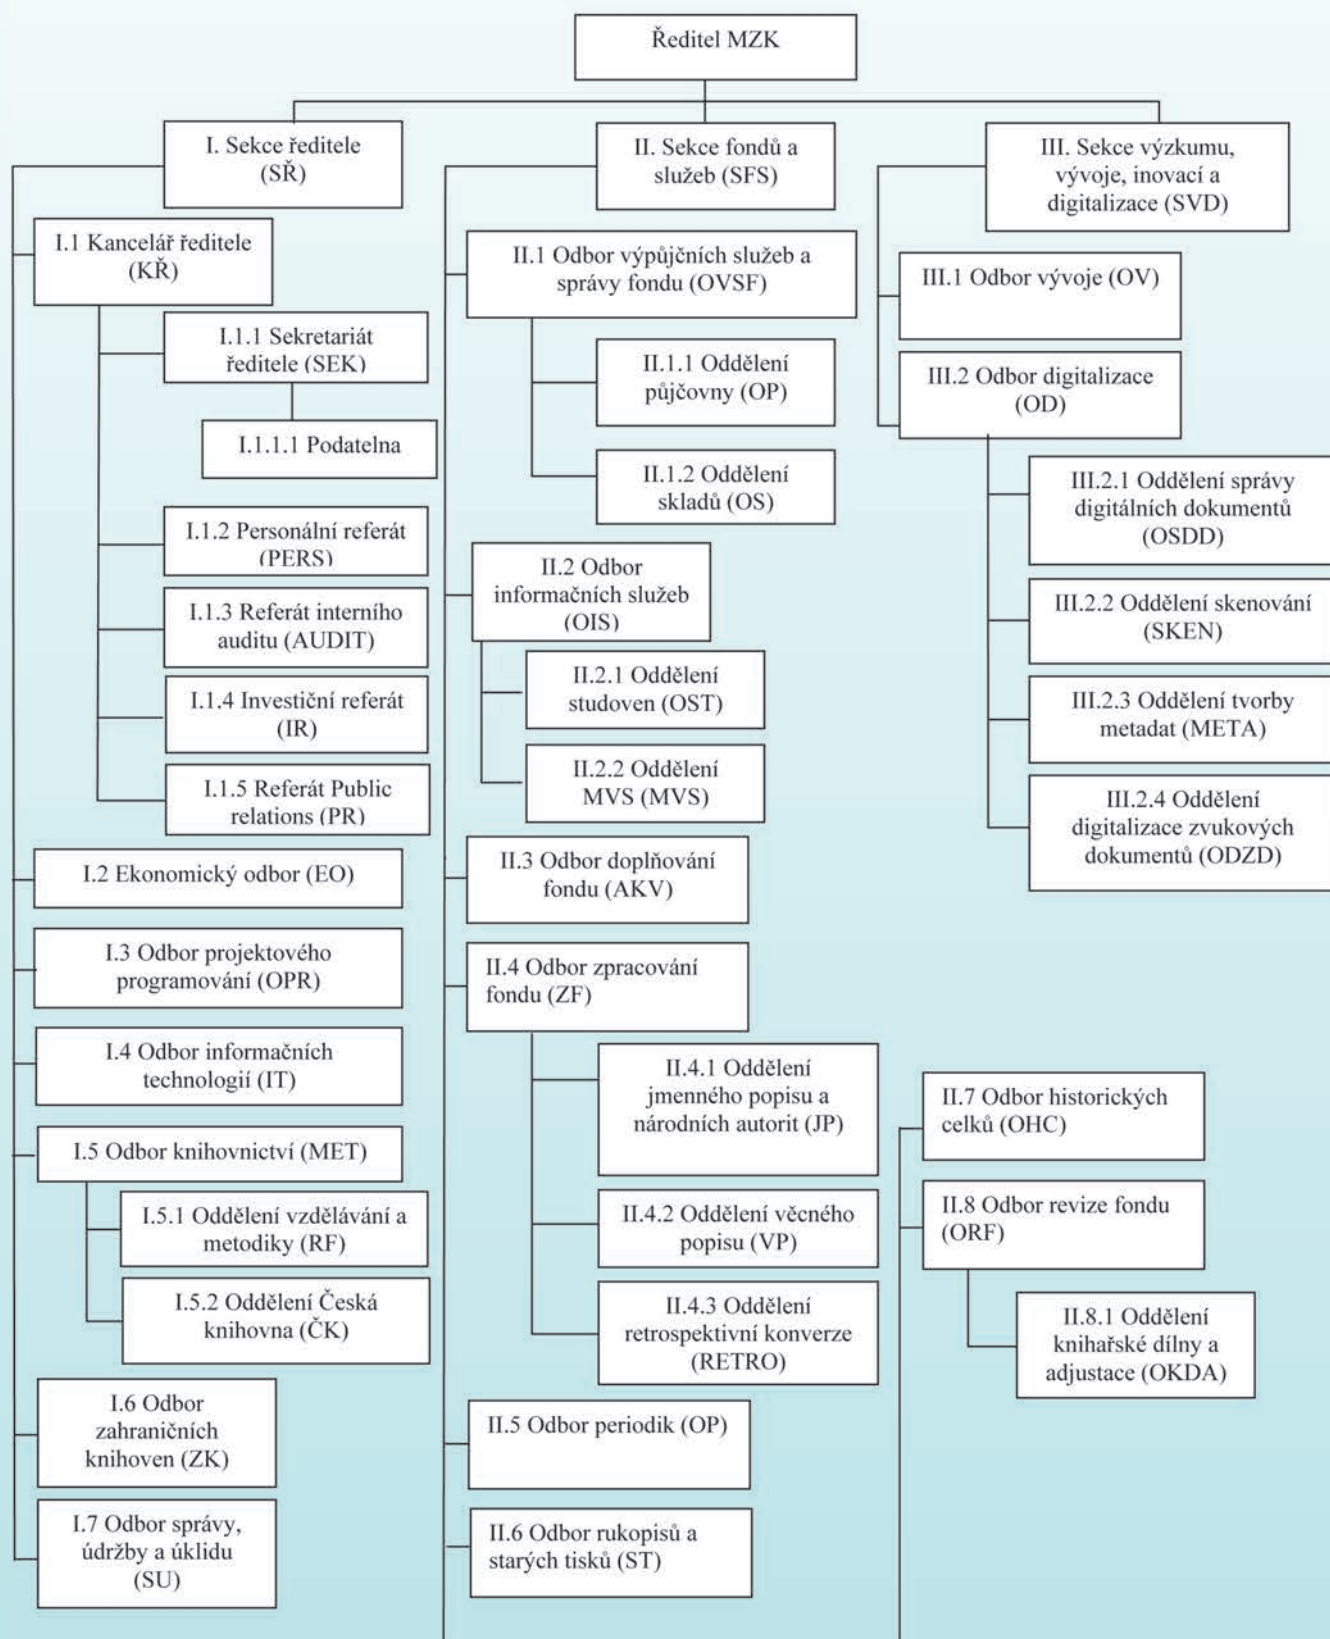 Ředitel MZK
I. Sekce ředitele
(SŘ)
I.1 Kancelář ředitele
(KŘ)
I.1.1 Sekretariát
ředitele (SEK)
I.1.1.1 Podatelna
I.1.2 Personální referát
(PERS)
I.1.3 Referát interního
auditu (AUDIT)
I.1.4 Investiční referát
(IR)
I.1.5 Referát Public
relations (PR)
I.2 Ekonomický odbor (EO)
I.3 Odbor projektového
programování (OPR)
I.4 Odbor informačních
technologií (IT)
I.5 Odbor knihovnictví (MET)
I.5.1 Oddělení vzdělávání a
metodiky (RF)
I.5.2 Oddělení Česká
knihovna (ČK)
I.6 Odbor
zahraničních
knihoven (ZK)
I.7 Odbor správy,
údržby a úklidu
(SU)
II. Sekce fondů a
služeb (SFS)
II.1 Odbor výpůjčních služeb a
správy fondu (OVSF)
II.1.1 Oddělení
půjčovny (OP)
II.1.2 Oddělení
skladů (OS)
II.2 Odbor
informačních služeb
(OIS)
II.2.1 Oddělení
studoven (OST)
II.2.2 Oddělení
MVS (MVS)
II.3 Odbor doplňování
fondu (AKV)
II.4 Odbor zpracování
fondu (ZF)
II.4.1 Oddělení
jmenného popisu a
národních autorit (JP)
II.4.2 Oddělení věcného
popisu (VP)
II.4.3 Oddělení
retrospektivní konverze
(RETRO)
II.5 Odbor periodik (OP)
II.6 Odbor rukopisů a
starých tisků (ST)
II.7 Odbor historických
celků (OHC)
II.8 Odbor revize fondu
(ORF)
II.8.1 Oddělení
knihařské dílny a
adjustace (OKDA)
III. Sekce výzkumu,
vývoje, inovací a
digitalizace (SVD)
III.1 Odbor vývoje (OV)
III.2 Odbor digitalizace
(OD)
III.2.1 Oddělení správy
digitálních dokumentů
(OSDD)
III.2.2 Oddělení skenování
(SKEN)
III.2.3 Oddělení tvorby
metadat (META)
III.2.4 Oddělení
digitalizace zvukových
dokumentů (ODZD)